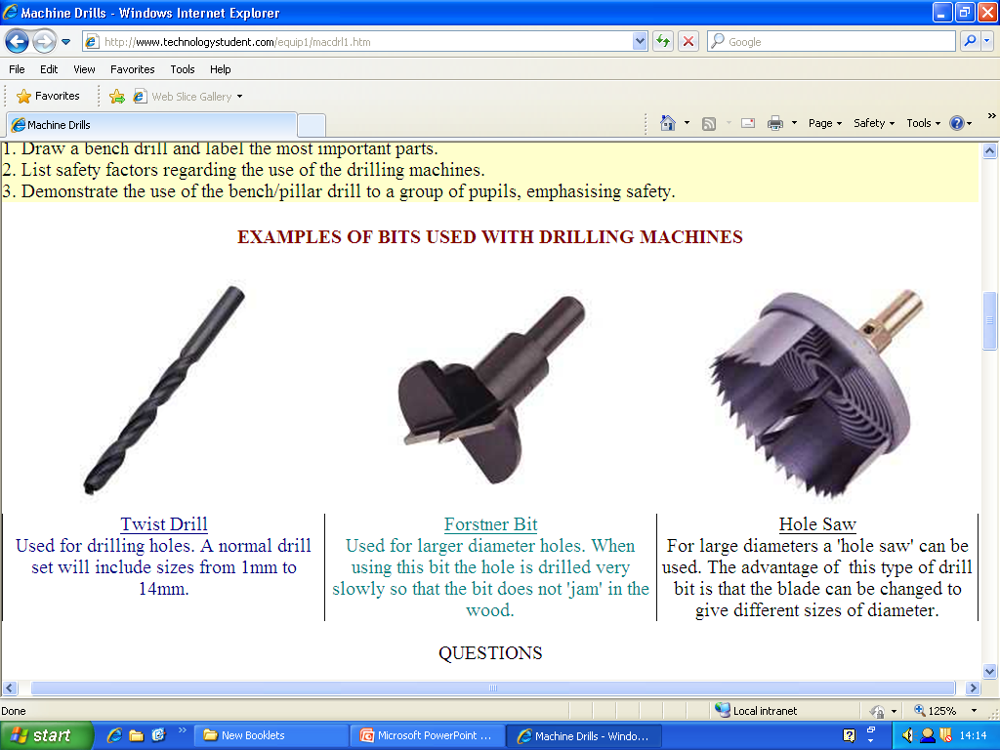 Machine Drills - Windows Internet Explorer
http://www.technologystudent.com/equip1/macdrl1.htm
Google
File Edit View Favorites Tools Help
Favorites Web Slice Gallery
Machine Drills
Page Safety Tools »
1. Draw a bench drill and label the most important parts.
2. List safety factors regarding the use of the drilling machines.
3. Demonstrate the use of the bench/pillar drill to a group of pupils, emphasising safety.
EXAMPLES OF BITS USED WITH DRILLING MACHINES
Twist Drill
Used for drilling holes. A normal drill
set will include sizes from 1mm to
14mm.
Forstner Bit
Used for larger diameter holes. When
using this bit the hole is drilled very
slowly so that the bit does not 'jam' in the
wood.
Hole Saw
For large diameters a 'hole saw' can be
used. The advantage of this type of drill
bit is that the blade can be changed to
give different sizes of diameter.
QUESTIONS
Done Local intranet 125%
start » New Booklets Microsoft PowerPoint ... Machine Drills - Windo... 14:14